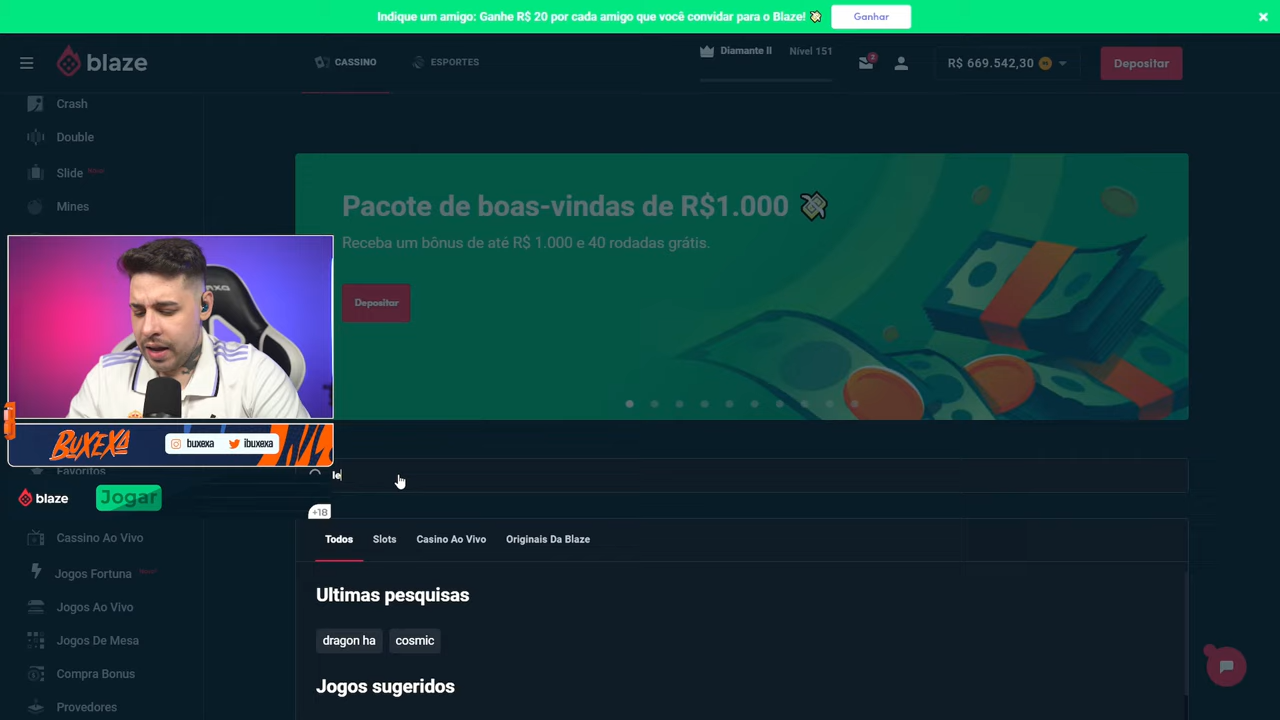 Indique um amigo: Ganhe R$ 20 por cada amigo que você convidar para o Blaze!
Ganhar
blaze
CASSINO
ESPORTES
Diamante II
Nível 151
2
R$ 669.542,30
Depositar
Crash
Double
Slide
Mines
Pacote de boas-vindas de R$1.000
Receba um bônus de até R$ 1.000 e 40 rodadas grátis.
Depositar
BUXEXA
buxexa
ibuxexa
Favoritos
le
blaze
Jogar
+18
Todos
Slots
Casino Ao Vivo
Originais Da Blaze
Cassino Ao Vivo
Jogos Fortuna
Jogos Ao Vivo
Jogos De Mesa
Compra Bonus
Provedores
Ultimas pesquisas
dragon ha
cosmic
Jogos sugeridos